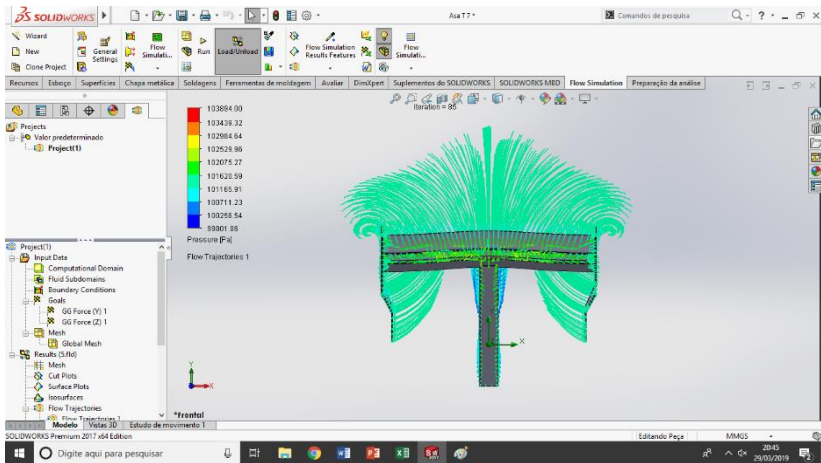 SOLIDWORKS
Asa T7 *
Comandos de pesquisa
Wizard
New
Clone Project
General Settings
Flow Simulati...
Run
Load/Unload
Flow Simulation Results Features
Flow Simulati...
Recursos
Esboço
Superfícies
Chapa metálica
Soldagens
Ferramentas de moldagem
Avaliar
DimXpert
Suplementos do SOLIDWORKS
SOLIDWORKS MBD
Flow Simulation
Preparação da análise
Iteration = 85
Projects
Valor predeterminado
Project(1)
103894.00
103439.32
102984.64
102529.96
102075.27
101620.59
101165.91
100711.23
100256.54
99801.86
Pressure [Pa]
Flow Trajectories 1
Project(1)
Input Data
Computational Domain
Fluid Subdomains
Boundary Conditions
Goals
GG Force (Y) 1
GG Force (Z) 1
Mesh
Global Mesh
Results (5.fld)
Mesh
Cut Plots
Surface Plots
Isosurfaces
Flow Trajectories
Flow Trajectories 1
Y
X
X
*Frontal
Modelo
Vistas 3D
Estudo de movimento 1
SOLIDWORKS Premium 2017 x64 Edition
Editando Peça
MMGS
Digite aqui para pesquisar
20:45
29/03/2019